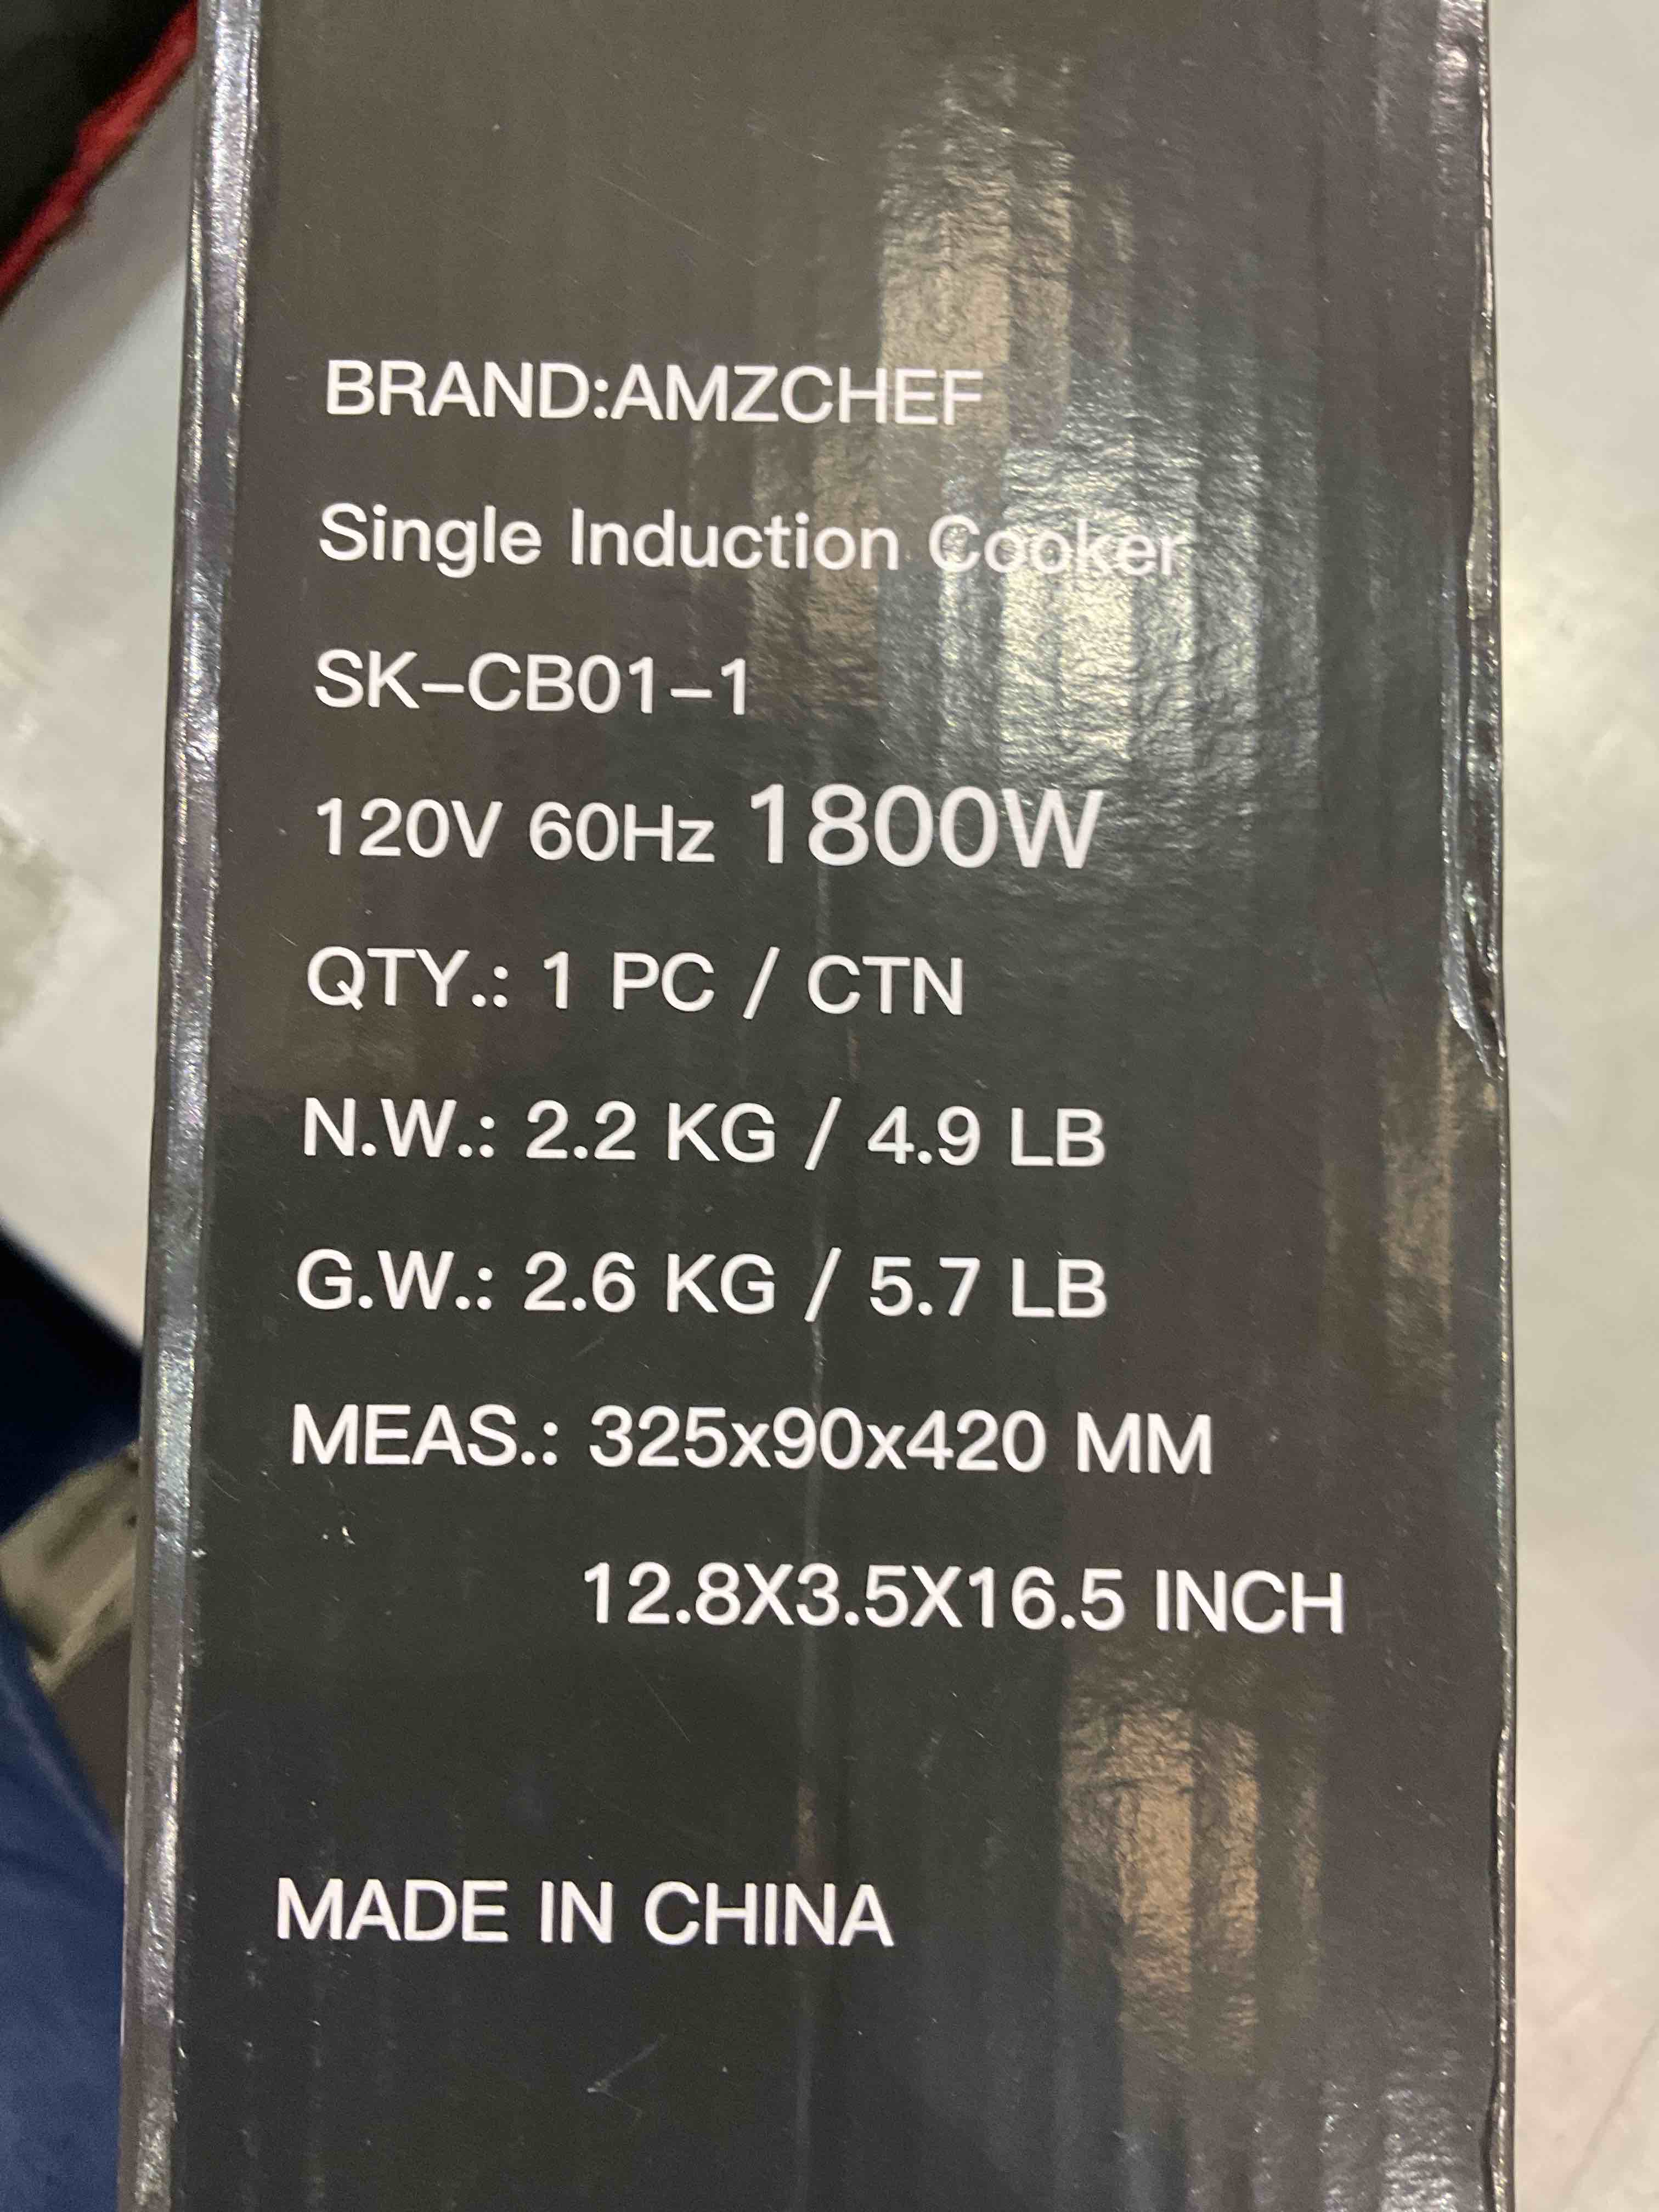 BRAND:AMZCHEF
Single Induction Cooker
SK-CB01-1
120V 60Hz 1800W
QTY.: 1 PC / CTN
N.W.: 2.2 KG / 4.9 LB
G.W.: 2.6 KG / 5.7 LB
MEAS.: 325x90x420 MM
12.8X3.5X16.5 INCH
MADE IN CHINA